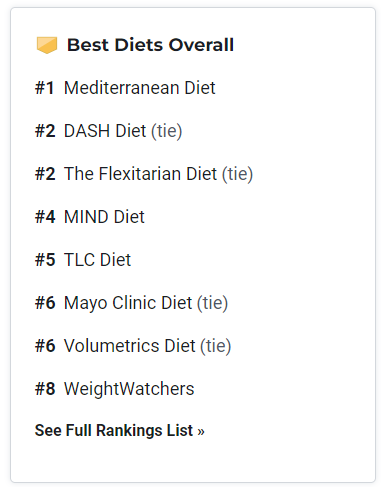 Best Diets Overall
#1 Mediterranean Diet
#2 DASH Diet (tie)
#2 The Flexitarian Diet (tie)
#4 MIND Diet
#5 TLC Diet
#6 Mayo Clinic Diet (tie)
#6 Volumetrics Diet (tie)
#8 WeightWatchers
See Full Rankings List »